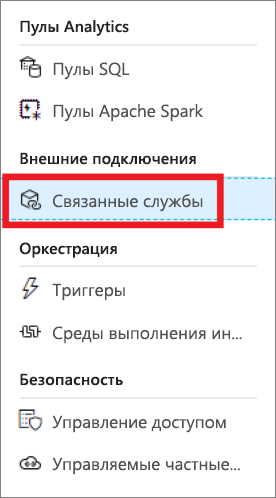 Пулы Analytics
Пулы SQL
Пулы Apache Spark
Внешние подключения
Связанные службы
Оркестрация
Триггеры
Среды выполнения ин...
Безопасность
Управление доступом
Управляемые частные...